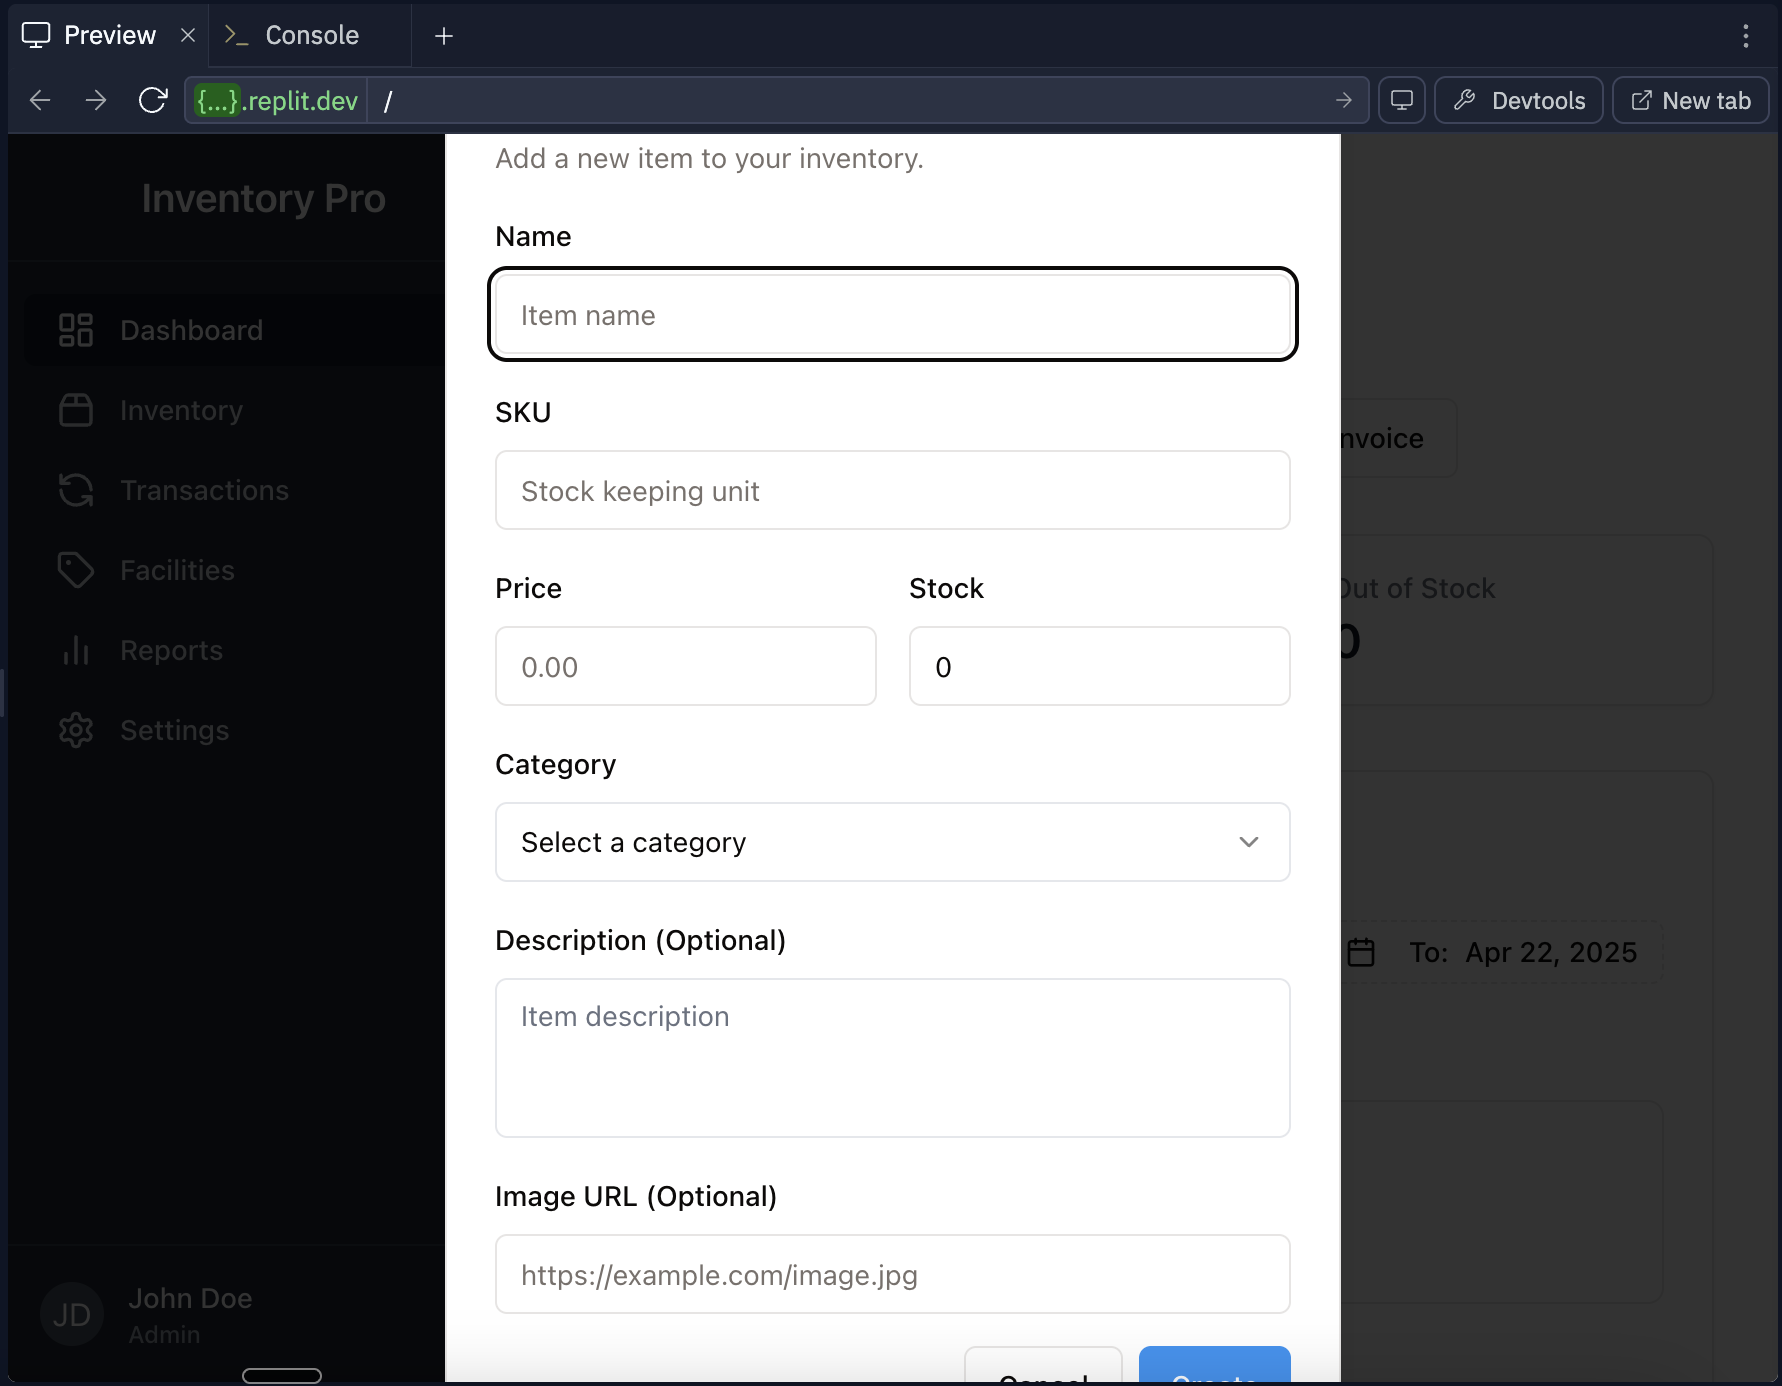 Preview
Console
{...}.replit.dev
/
Devtools
New tab
Inventory Pro
Dashboard
Inventory
Transactions
Facilities
Reports
Settings
John Doe
JD
Admin
Add a new item to your inventory.
Name
Item name
SKU
Stock keeping unit
Price
Stock
0.00
0
Category
Select a category
Description (Optional)
Item description
Image URL (Optional)
https://example.com/image.jpg
Cancel
Create
nvoice
Out of Stock
0
To: Apr 22, 2025